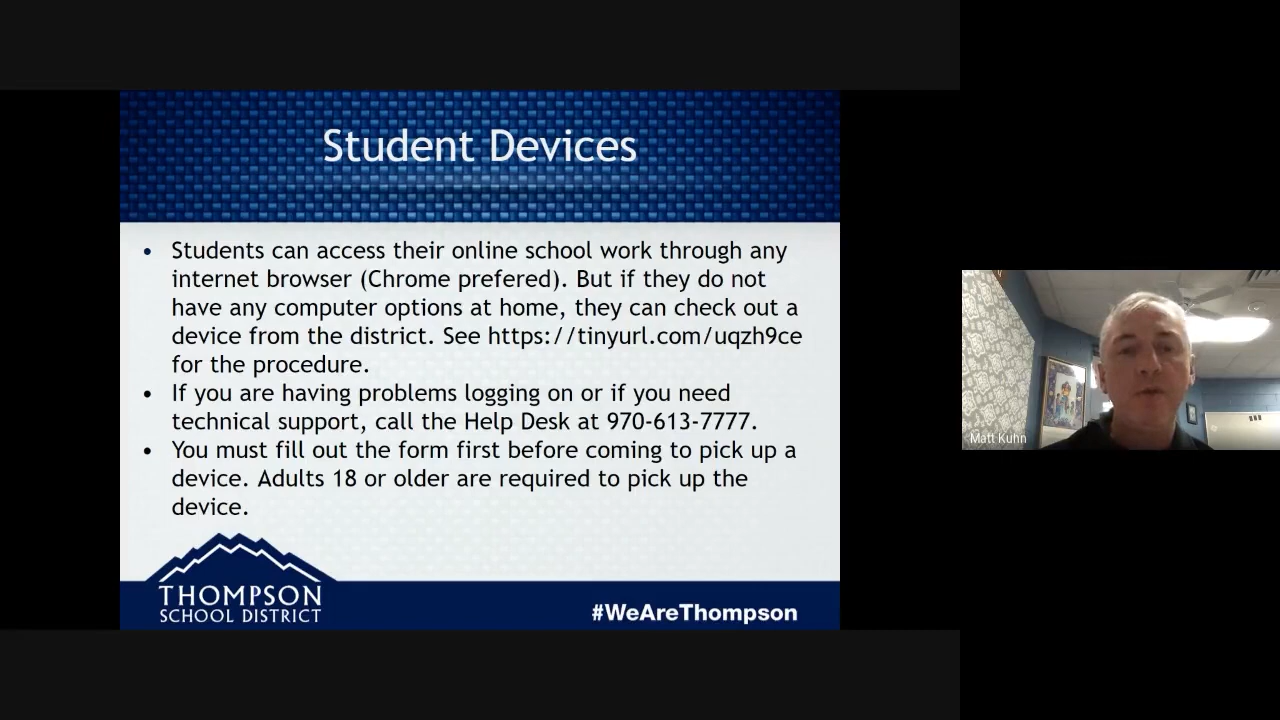 Student Devices
• Students can access their online school work through any
internet browser (Chrome prefered). But if they do not
have any computer options at home, they can check out a
device from the district. See https://tinyurl.com/uqzh9ce
for the procedure.
• If you are having problems logging on or if you need
technical support, call the Help Desk at 970-613-7777.
• You must fill out the form first before coming to pick up a
device. Adults 18 or older are required to pick up the
device.
THOMPSON
SCHOOL DISTRICT
#WeAreThompson
Matt Kuhn